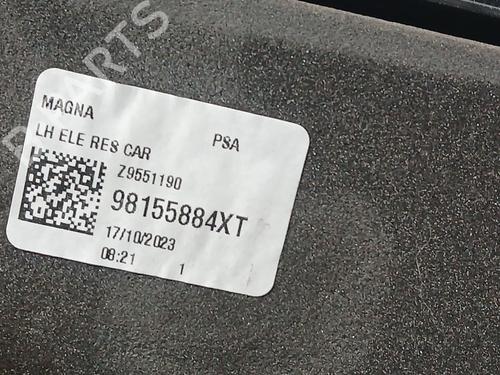 MAGNA
PSA
LH ELE RES CAR
Z9551190
98155884XT
17/10/2023
08:21
1